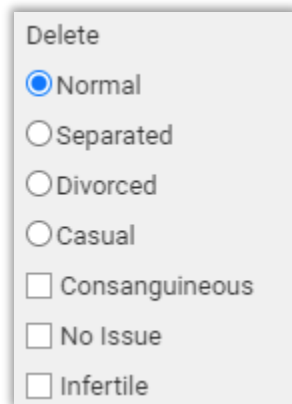 Delete
Normal
Separated
Divorced
Casual
Consanguineous
No Issue
Infertile